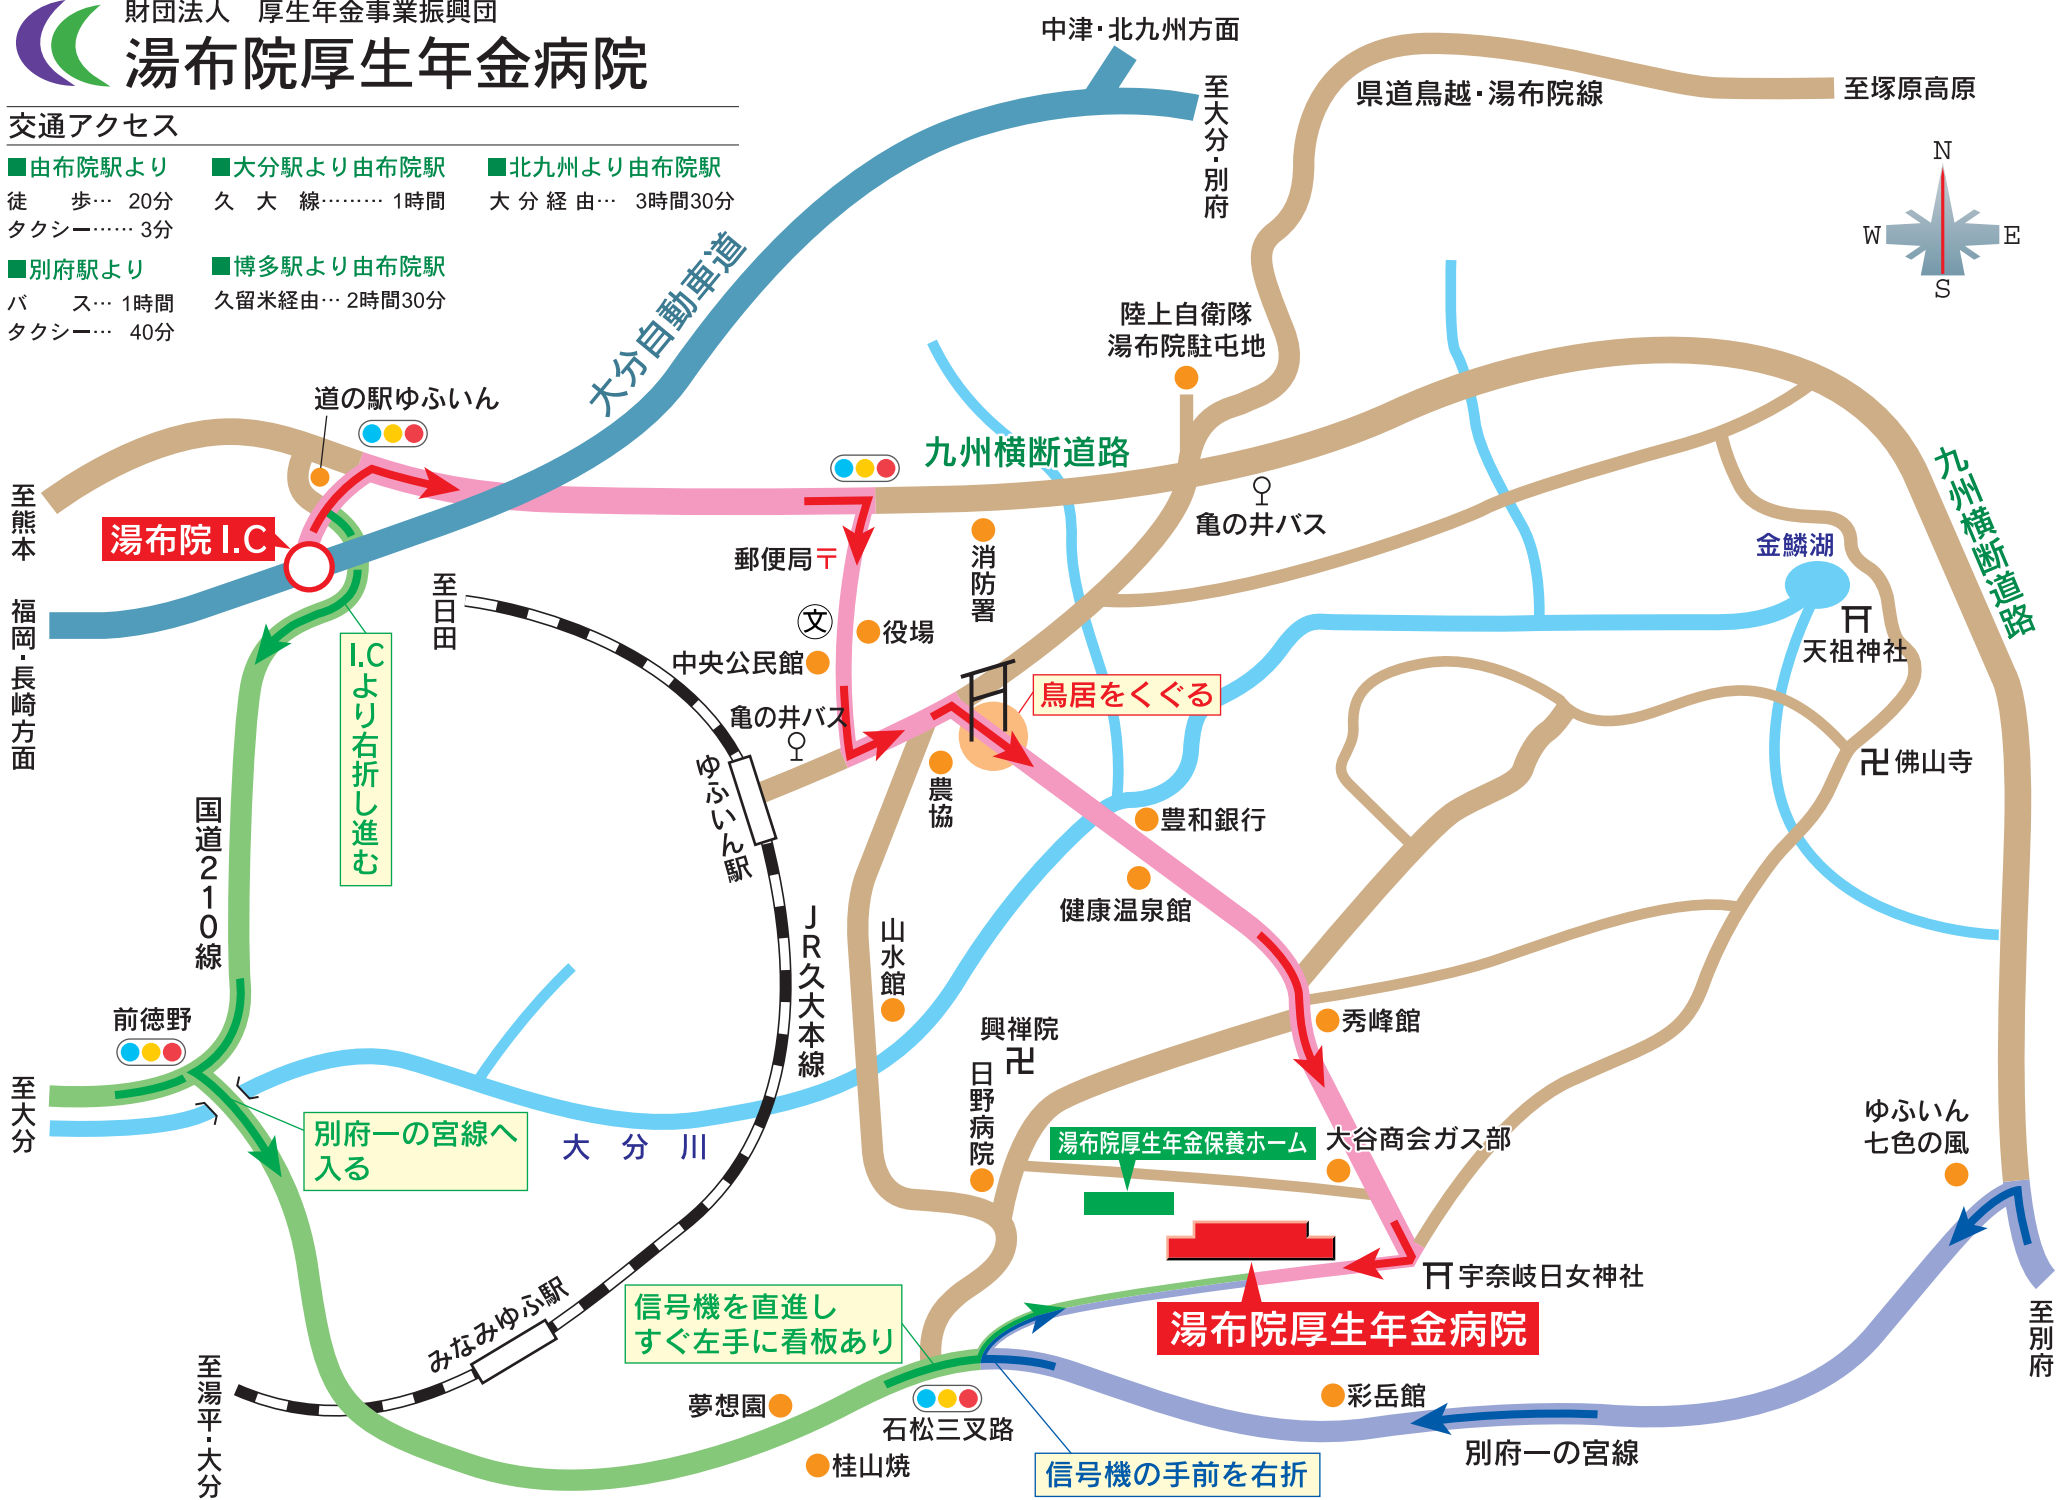 財団法人　厚生年金事業振興団
湯布院厚生年金病院
交通アクセス
■由布院駅より
徒　　歩… 20分
タクシー…… 3分
■大分駅より由布院駅
久　大　線……… 1時間
■北九州より由布院駅
大 分 経 由… 3時間30分
■別府駅より
バ　　ス… 1時間
タクシー… 40分
■博多駅より由布院駅
久留米経由… 2時間30分
中津・北九州方面
至大分・別府
県道鳥越・湯布院線
至塚原高原
N
W
E
S
大分自動車道
陸上自衛隊
湯布院駐屯地
道の駅ゆふいん
九州横断道路
九州横断道路
至熊本
湯布院 I.C
福岡・長崎方面
至日田
郵便局〒
消防署
亀の井バス
文
役場
中央公民館
金鱗湖
天祖神社
I.Cより右折し進む
亀の井バス
鳥居をくぐる
ゆふいん駅
農協
豊和銀行
卍佛山寺
国道210線
健康温泉館
JR久大本線
山水館
前徳野
興禅院
卍
秀峰館
日野病院
至大分
別府一の宮線へ
入る
大　分　川
湯布院厚生年金保養ホーム
大谷商会ガス部
ゆふいん
七色の風
宇奈岐日女神社
湯布院厚生年金病院
信号機を直進し
すぐ左手に看板あり
みなみゆふ駅
至湯平・大分
至別府
夢想園
石松三叉路
彩岳館
桂山焼
信号機の手前を右折
別府一の宮線